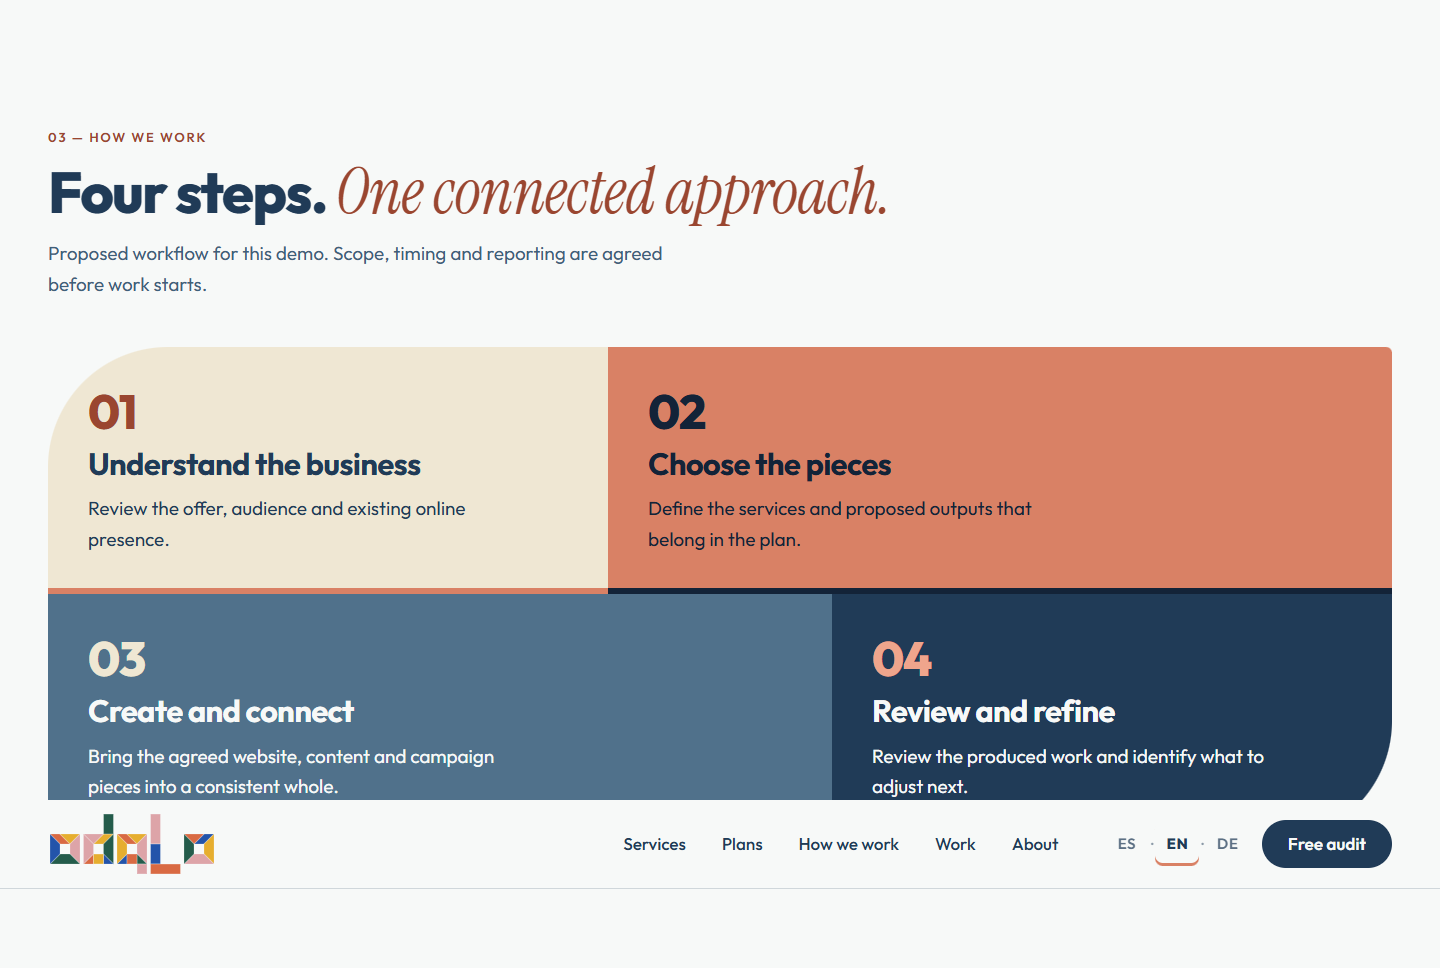 03 — HOW WE WORK
Four steps. One connected approach.
Proposed workflow for this demo. Scope, timing and reporting are agreed
before work starts.
01
Understand the business
Review the offer, audience and existing online
presence.
02
Choose the pieces
Define the services and proposed outputs that
belong in the plan.
03
Create and connect
Bring the agreed website, content and campaign
pieces into a consistent whole.
04
Review and refine
Review the produced work and identify what to
adjust next.
Services Plans How we work Work About ES · EN · DE Free audit